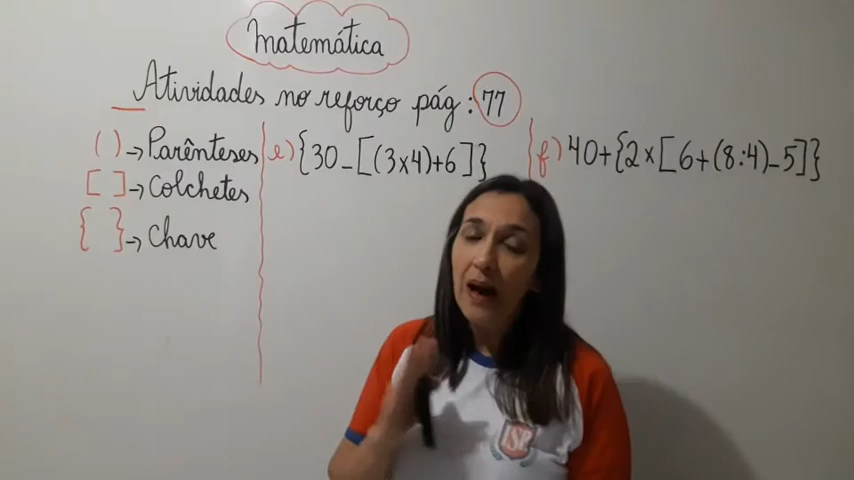 Matemática
Atividades no reforço pág: 77
( ) → Parênteses
[ ] → Colchetes
{ } → Chave
e) {30-[(3x4)+6]}
f) 40+{2x[6+(8:4)-5]}
ISP